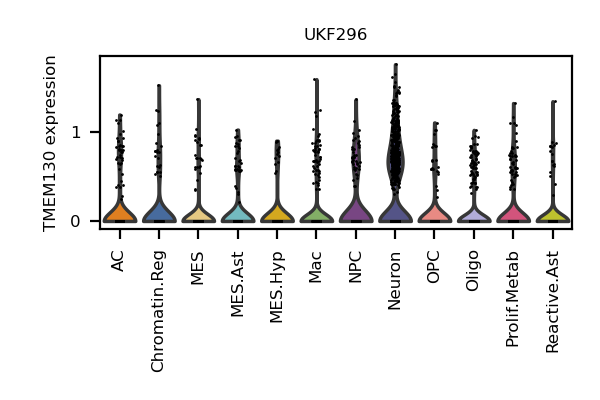 UKF296
TMEM130 expression
1
0
AC
Chromatin.Reg
MES
MES.Ast
MES.Hyp
Mac
NPC
Neuron
OPC
Oligo
Prolif.Metab
Reactive.Ast